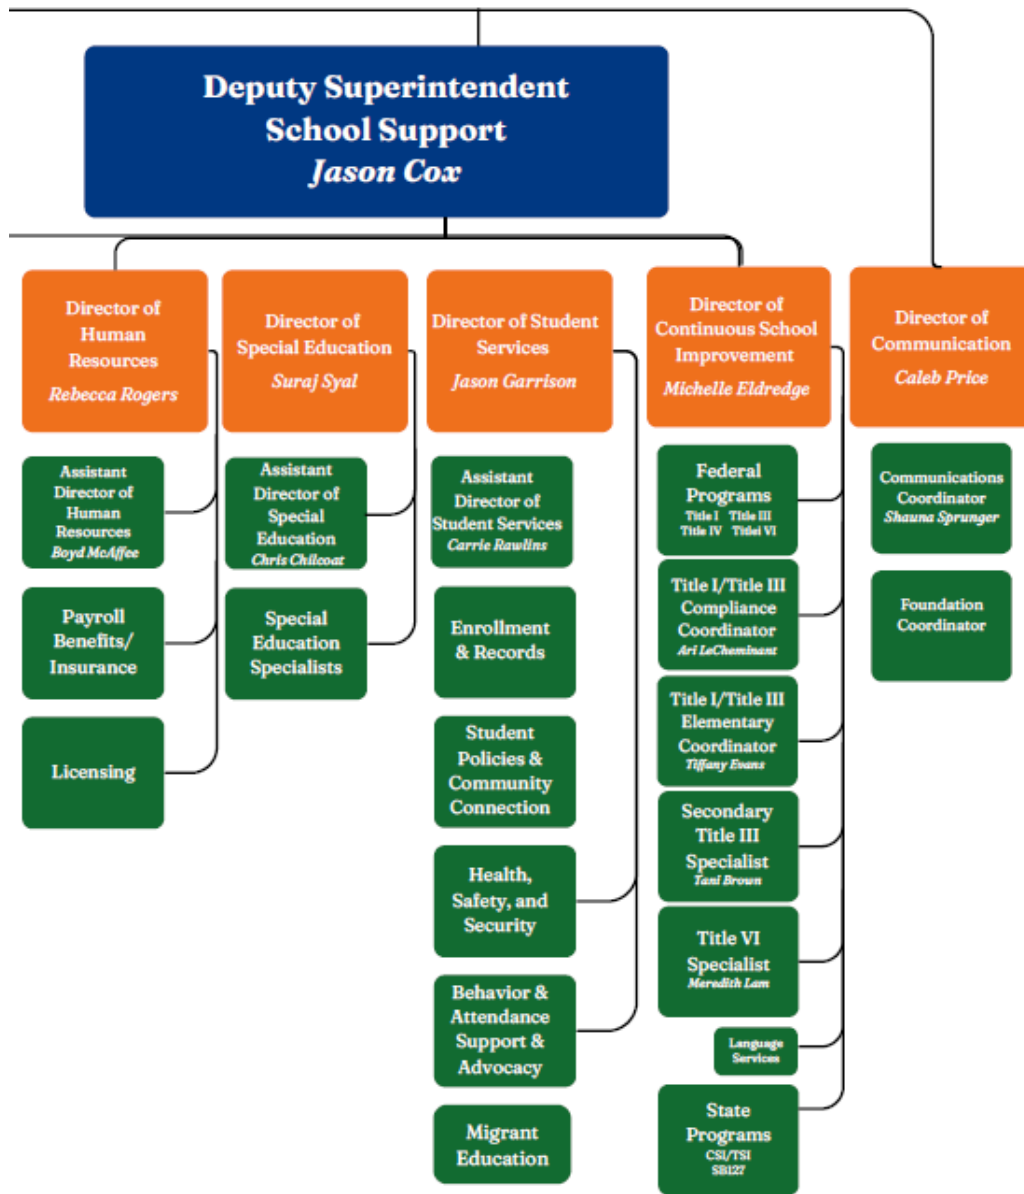 Deputy Superintendent
School Support
Jason Cox
Director of
Human
Resources
Rebecca Rogers
Director of
Special Education
Suraj Syal
Director of Student
Services
Jason Garrison
Director of
Continuous School
Improvement
Michelle Eldredge
Director of
Communication
Caleb Price
Assistant
Director of
Human
Resources
Boyd McAffee
Payroll
Benefits/
Insurance
Licensing
Assistant
Director of
Special
Education
Chris Chilcoat
Special
Education
Specialists
Assistant
Director of
Student Services
Carrie Rawlins
Enrollment
& Records
Student
Policies &
Community
Connection
Health,
Safety, and
Security
Behavior &
Attendance
Support &
Advocacy
Migrant
Education
Federal
Programs
Title I Title III
Title IV Titlei VI
Title I/Title III
Compliance
Coordinator
Ari LeCheminant
Title I/Title III
Elementary
Coordinator
Tiffany Evans
Secondary
Title III
Specialist
Tani Brown
Title VI
Specialist
Meredith Lam
Language
Services
State
Programs
CSI/TSI
SB127
Communications
Coordinator
Shauna Sprunger
Foundation
Coordinator